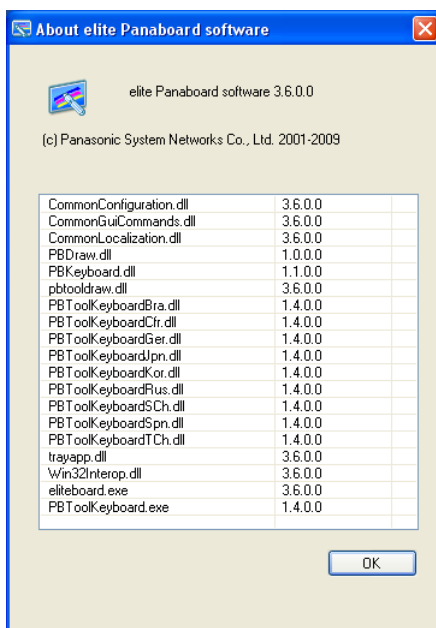 About elite Panaboard software
elite Panaboard software 3.6.0.0
(c) Panasonic System Networks Co., Ltd. 2001-2009
CommonConfiguration.dll 3.6.0.0
CommonGuiCommands.dll 3.6.0.0
CommonLocalization.dll 3.6.0.0
PBDraw.dll 1.0.0.0
PBKeyboard.dll 1.1.0.0
pbtooldraw.dll 3.6.0.0
PBToolKeyboardBra.dll 1.4.0.0
PBToolKeyboardCfr.dll 1.4.0.0
PBToolKeyboardGer.dll 1.4.0.0
PBToolKeyboardJpn.dll 1.4.0.0
PBToolKeyboardKor.dll 1.4.0.0
PBToolKeyboardRus.dll 1.4.0.0
PBToolKeyboardSCh.dll 1.4.0.0
PBToolKeyboardSpn.dll 1.4.0.0
PBToolKeyboardTCh.dll 1.4.0.0
trayapp.dll 3.6.0.0
Win32Interop.dll 3.6.0.0
eliteboard.exe 3.6.0.0
PBToolKeyboard.exe 1.4.0.0
OK